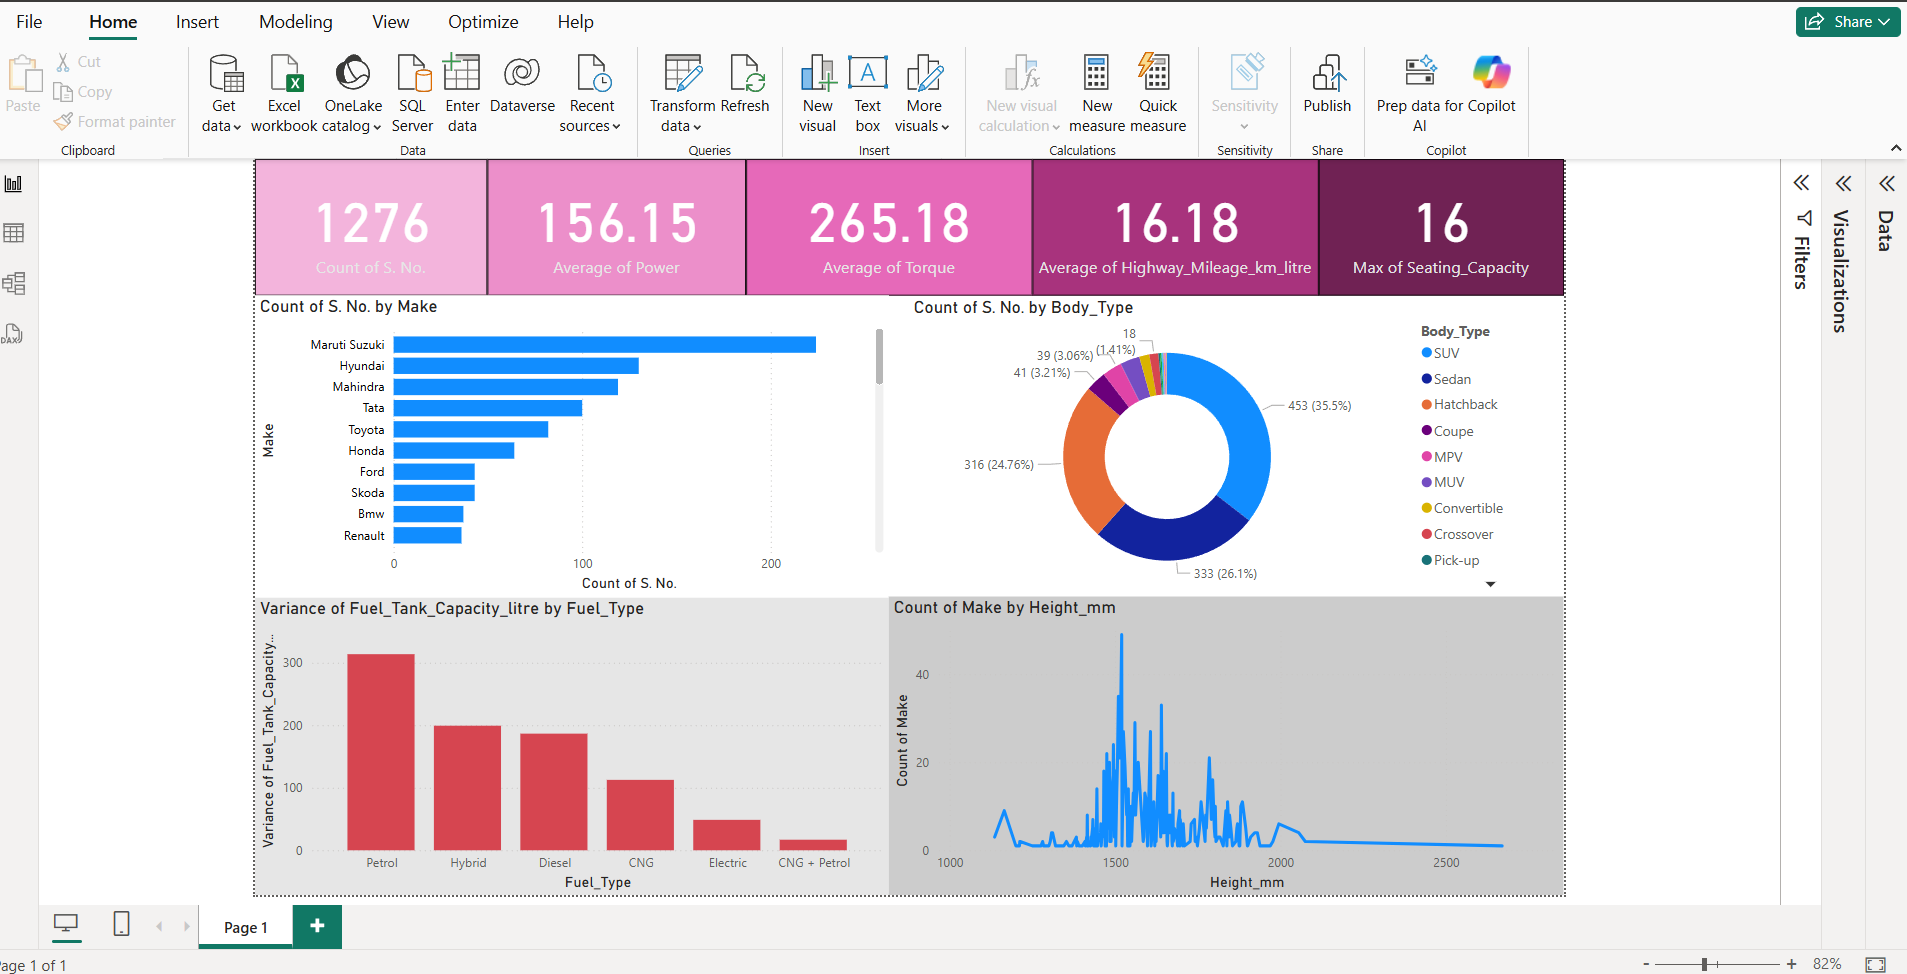 File Home Insert Modeling View Optimize Help
Share
Paste
Cut
Copy
Format painter
Clipboard
Get data
Excel workbook
OneLake catalog
SQL Server
Enter data
Dataverse
Recent sources
Data
Transform data
Refresh
Queries
New visual
Text box
More visuals
Insert
New visual calculation
New measure
Quick measure
Calculations
Sensitivity
Sensitivity
Publish
Share
Prep data for AI
Copilot
Copilot
1276
Count of S. No.
156.15
Average of Power
265.18
Average of Torque
16.18
Average of Highway_Mileage_km_litre
16
Max of Seating_Capacity
Filters
Visualizations
Data
Count of S. No. by Make
Make
Maruti Suzuki
Hyundai
Mahindra
Tata
Toyota
Honda
Ford
Skoda
Bmw
Renault
0 100 200
Count of S. No.
Count of S. No. by Body_Type
18
(1.41%)
39 (3.06%)
41 (3.21%)
453 (35.5%)
316 (24.76%)
333 (26.1%)
Body_Type
SUV
Sedan
Hatchback
Coupe
MPV
MUV
Convertible
Crossover
Pick-up
Variance of Fuel_Tank_Capacity_litre by Fuel_Type
Variance of Fuel_Tank_Capacity...
300
200
100
0
Petrol Hybrid Diesel CNG Electric CNG + Petrol
Fuel_Type
Count of Make by Height_mm
Count of Make
40
20
0
1000 1500 2000 2500
Height_mm
Page 1
+
age 1 of 1
- + 82%
DAX